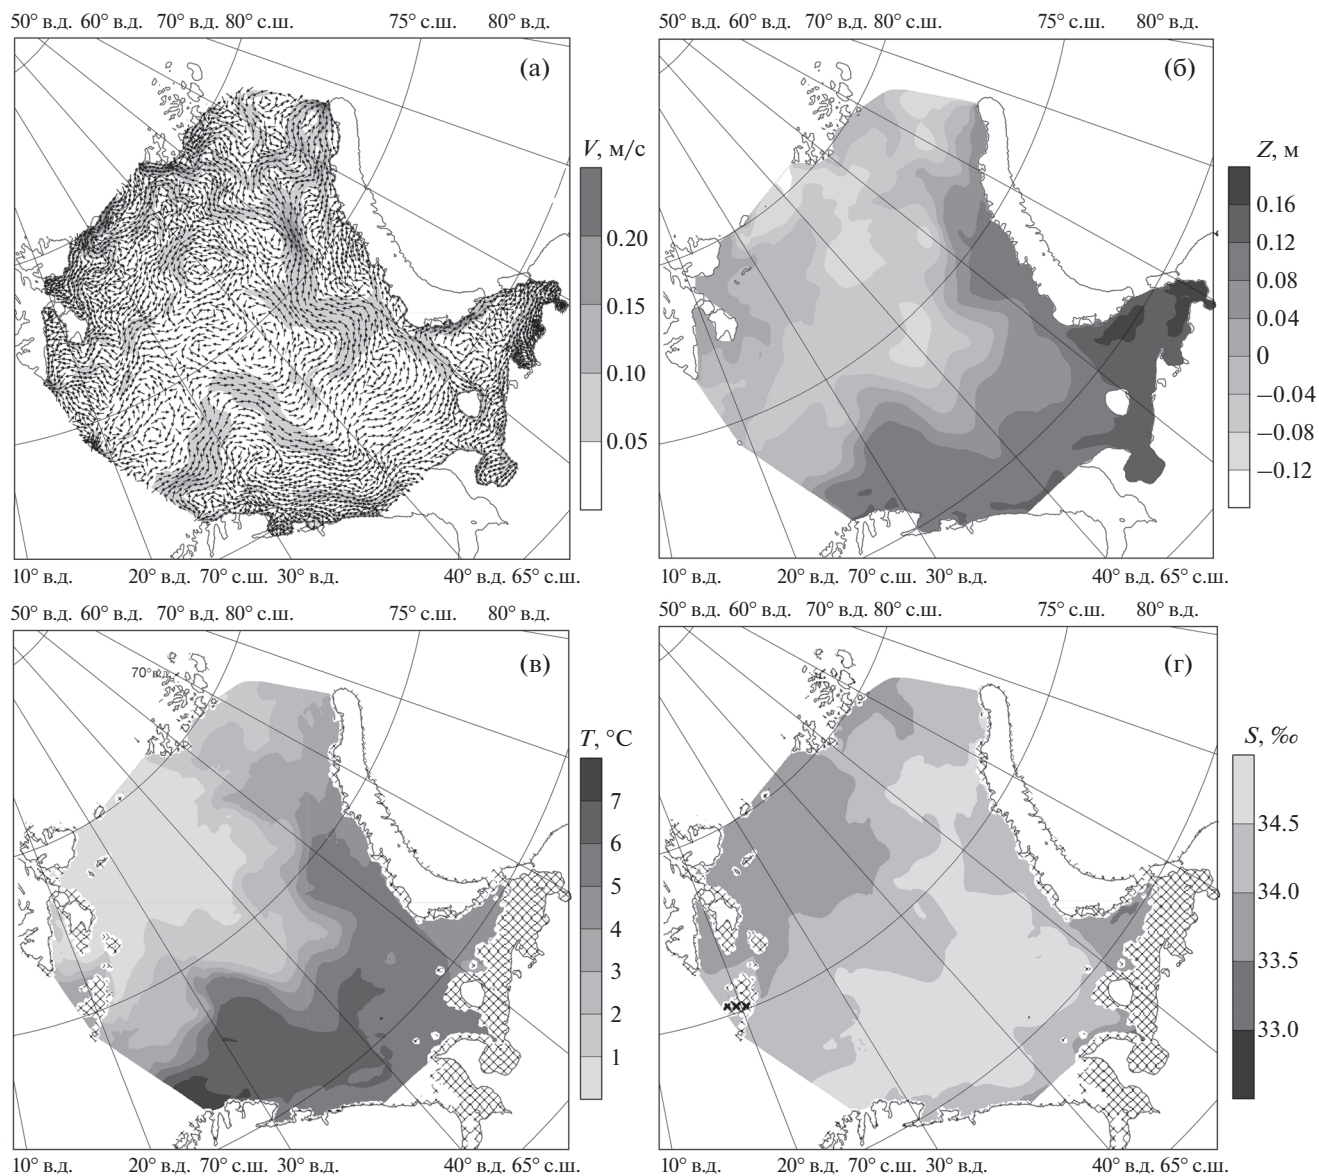 50° в.д. 60° в.д. 70° в.д. 80° с.ш. 75° с.ш. 80° в.д.
(а)
V, м/с
0.20
0.15
0.10
0.05
10° в.д. 20° в.д. 70° с.ш. 30° в.д. 40° в.д. 65° с.ш.
50° в.д. 60° в.д. 70° в.д. 80° с.ш. 75° с.ш. 80° в.д.
(б)
Z, м
0.16
0.12
0.08
0.04
0
−0.04
−0.08
−0.12
10° в.д. 20° в.д. 70° с.ш. 30° в.д. 40° в.д. 65° с.ш.
50° в.д. 60° в.д. 70° в.д. 80° с.ш. 75° с.ш. 80° в.д.
70°в.д.
(в)
T, °C
7
6
5
4
3
2
1
10° в.д. 20° в.д. 70° с.ш. 30° в.д. 40° в.д. 65° с.ш.
50° в.д. 60° в.д. 70° в.д. 80° с.ш. 75° с.ш. 80° в.д.
(г)
S, ‰
34.5
34.0
33.5
33.0
10° в.д. 20° в.д. 70° с.ш. 30° в.д. 40° в.д. 65° с.ш.